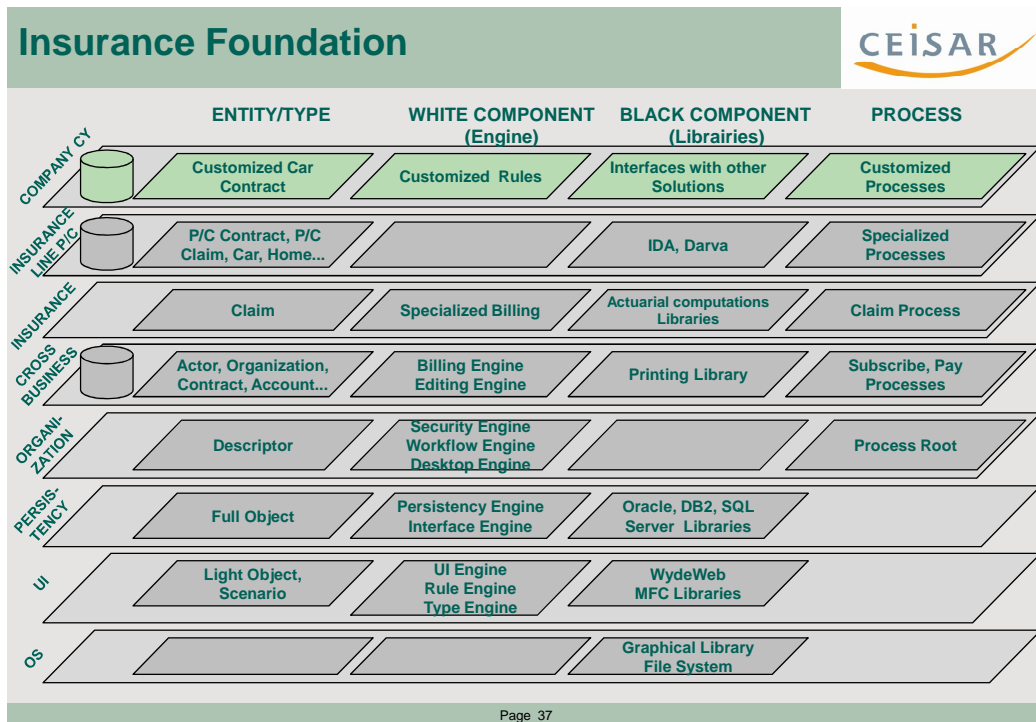 Insurance Foundation
CEiSAR
ENTITY/TYPE
WHITE COMPONENT
(Engine)
BLACK COMPONENT
(Librairies)
PROCESS
COMPANY CY
Customized Car
Contract
Customized Rules
Interfaces with other
Solutions
Customized
Processes
INSURANCE
LINE P/C
P/C Contract, P/C
Claim, Car, Home...
IDA, Darva
Specialized
Processes
INSURANCE
Claim
Specialized Billing
Actuarial computations
Libraries
Claim Process
CROSS
BUSINESS
Actor, Organization,
Contract, Account...
Billing Engine
Editing Engine
Printing Library
Subscribe, Pay
Processes
ORGANI-
ZATION
Descriptor
Security Engine
Workflow Engine
Desktop Engine
Process Root
PERSIS-
TENCY
Full Object
Persistency Engine
Interface Engine
Oracle, DB2, SQL
Server Libraries
UI
Light Object,
Scenario
UI Engine
Rule Engine
Type Engine
WydeWeb
MFC Libraries
OS
Graphical Library
File System
Page 37